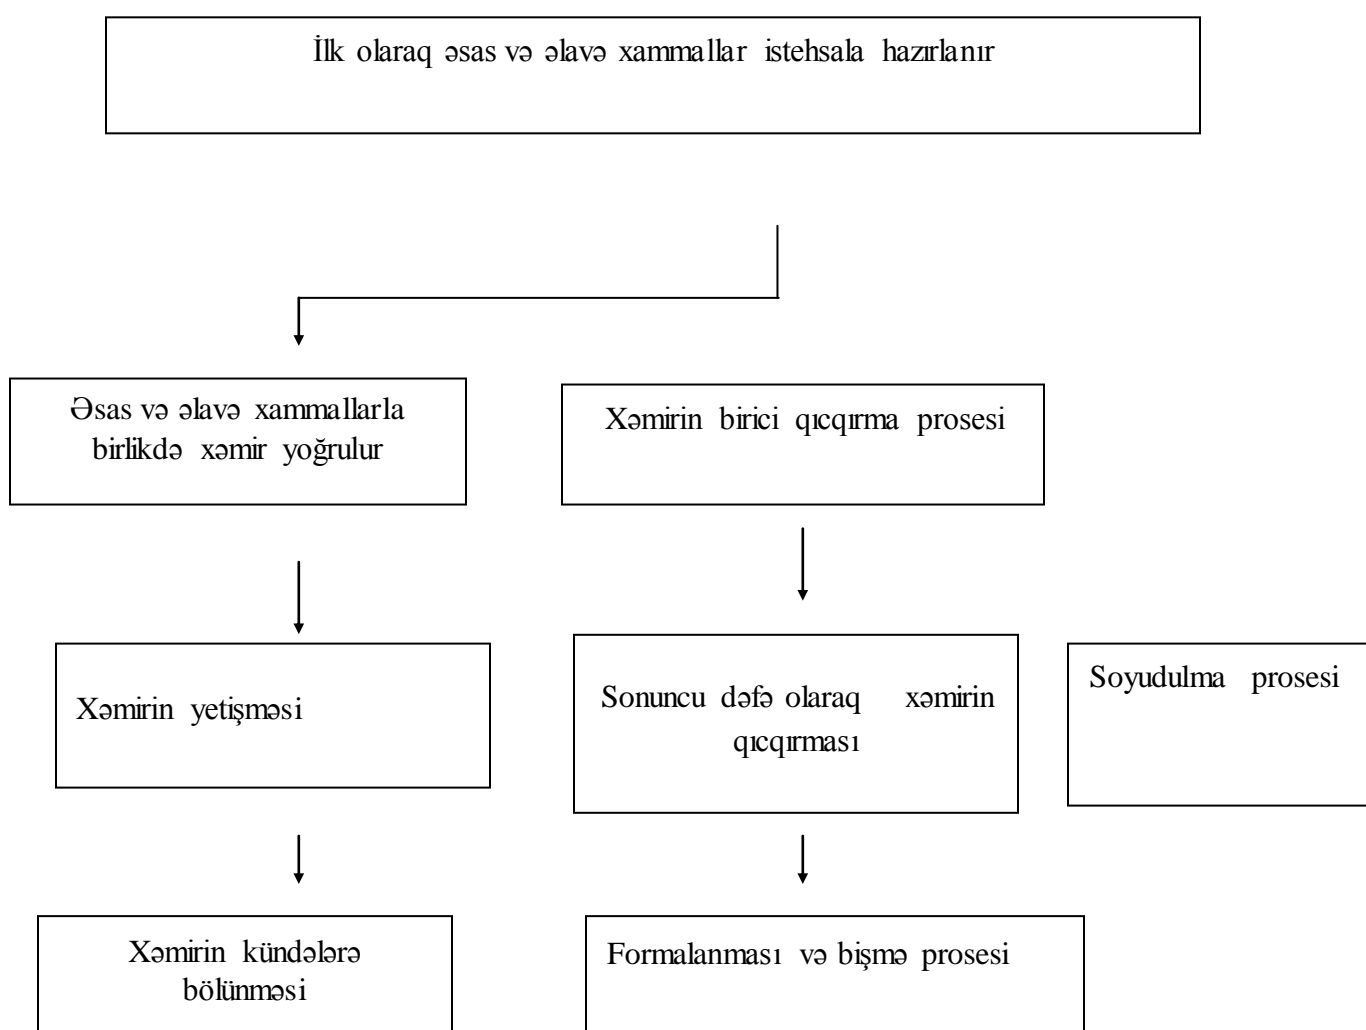 İlk olaraq əsas və əlavə xammallar istehsala hazırlanır
Əsas və əlavə xammallarla
birlikdə xəmir yoğrulur
Xəmirin birici qıcqırma prosesi
Xəmirin yetişməsi
Sonuncu dəfə olaraq xəmirin
qıcqırması
Soyudulma prosesi
Xəmirin kündələrə
bölünməsi
Formalanması və bişmə prosesi